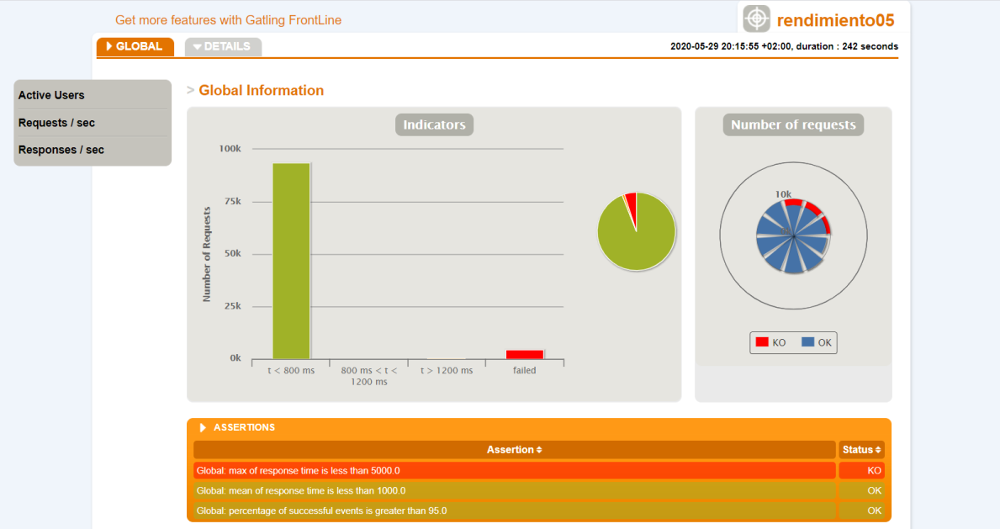 Get more features with Gatling FrontLine
rendimiento05
GLOBAL
DETAILS
2020-05-29 20:15:55 +02:00, duration : 242 seconds
Active Users
Requests / sec
Responses / sec
> Global Information
Indicators
Number of Requests
100k
75k
50k
25k
0k
t < 800 ms
800 ms < t <
1200 ms
t > 1200 ms
failed
Number of requests
10k
KO
OK
ASSERTIONS
Assertion
Status
Global: max of response time is less than 5000.0
KO
Global: mean of response time is less than 1000.0
OK
Global: percentage of successful events is greater than 95.0
OK